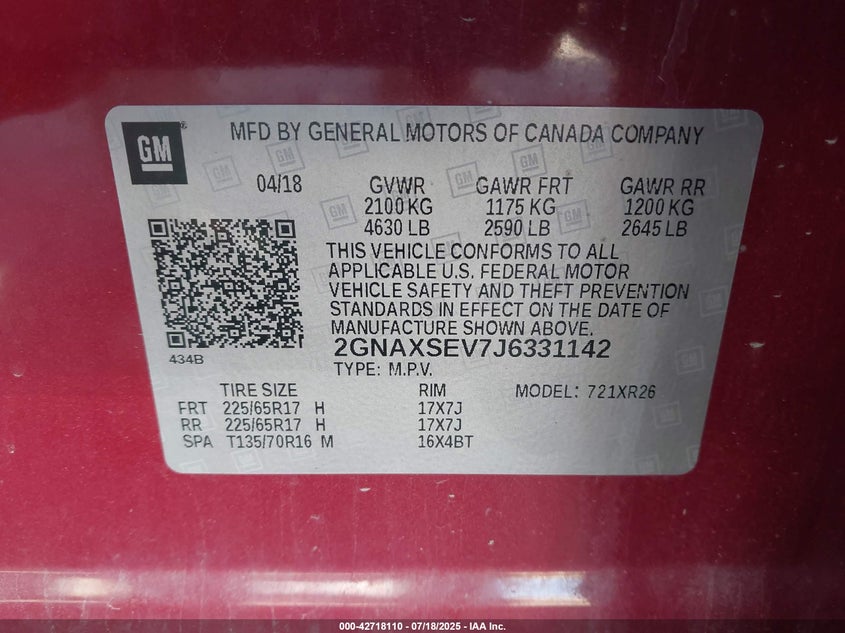 GM
MFD BY GENERAL MOTORS OF CANADA COMPANY
04/18 GVWR GAWR FRT GAWR RR
2100 KG 1175 KG 1200 KG
4630 LB 2590 LB 2645 LB
THIS VEHICLE CONFORMS TO ALL
APPLICABLE U.S. FEDERAL MOTOR
VEHICLE SAFETY AND THEFT PREVENTION
STANDARDS IN EFFECT ON THE DATE OF
MANUFACTURE SHOWN ABOVE.
434B 2GNAXSEV7J6331142
TYPE: M.P.V.
TIRE SIZE RIM MODEL: 721XR26
FRT 225/65R17 H 17X7J
RR 225/65R17 H 17X7J
SPA T135/70R16 M 16X4BT
000-42718110 - 07/18/2025 - IAA Inc.